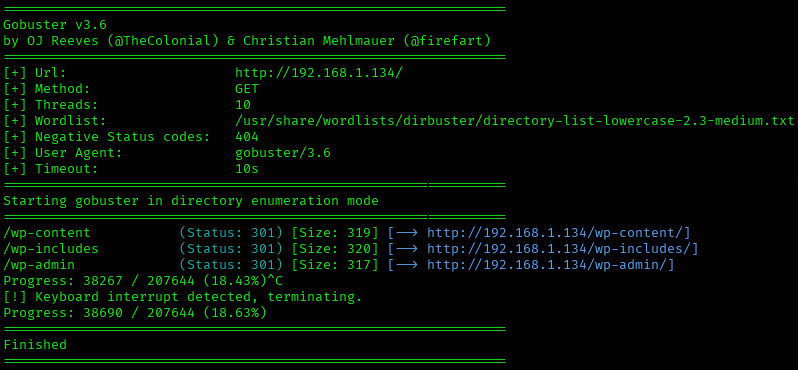 Gobuster v3.6
by OJ Reeves (@TheColonial) & Christian Mehlmauer (@firefart)
[+] Url: http://192.168.1.134/
[+] Method: GET
[+] Threads: 10
[+] Wordlist: /usr/share/wordlists/dirbuster/directory-list-lowercase-2.3-medium.txt
[+] Negative Status codes: 404
[+] User Agent: gobuster/3.6
[+] Timeout: 10s
Starting gobuster in directory enumeration mode
/wp-content (Status: 301) [Size: 319] [--> http://192.168.1.134/wp-content/]
/wp-includes (Status: 301) [Size: 320] [--> http://192.168.1.134/wp-includes/]
/wp-admin (Status: 301) [Size: 317] [--> http://192.168.1.134/wp-admin/]
Progress: 38267 / 207644 (18.43%)^C
[!] Keyboard interrupt detected, terminating.
Progress: 38690 / 207644 (18.63%)
Finished